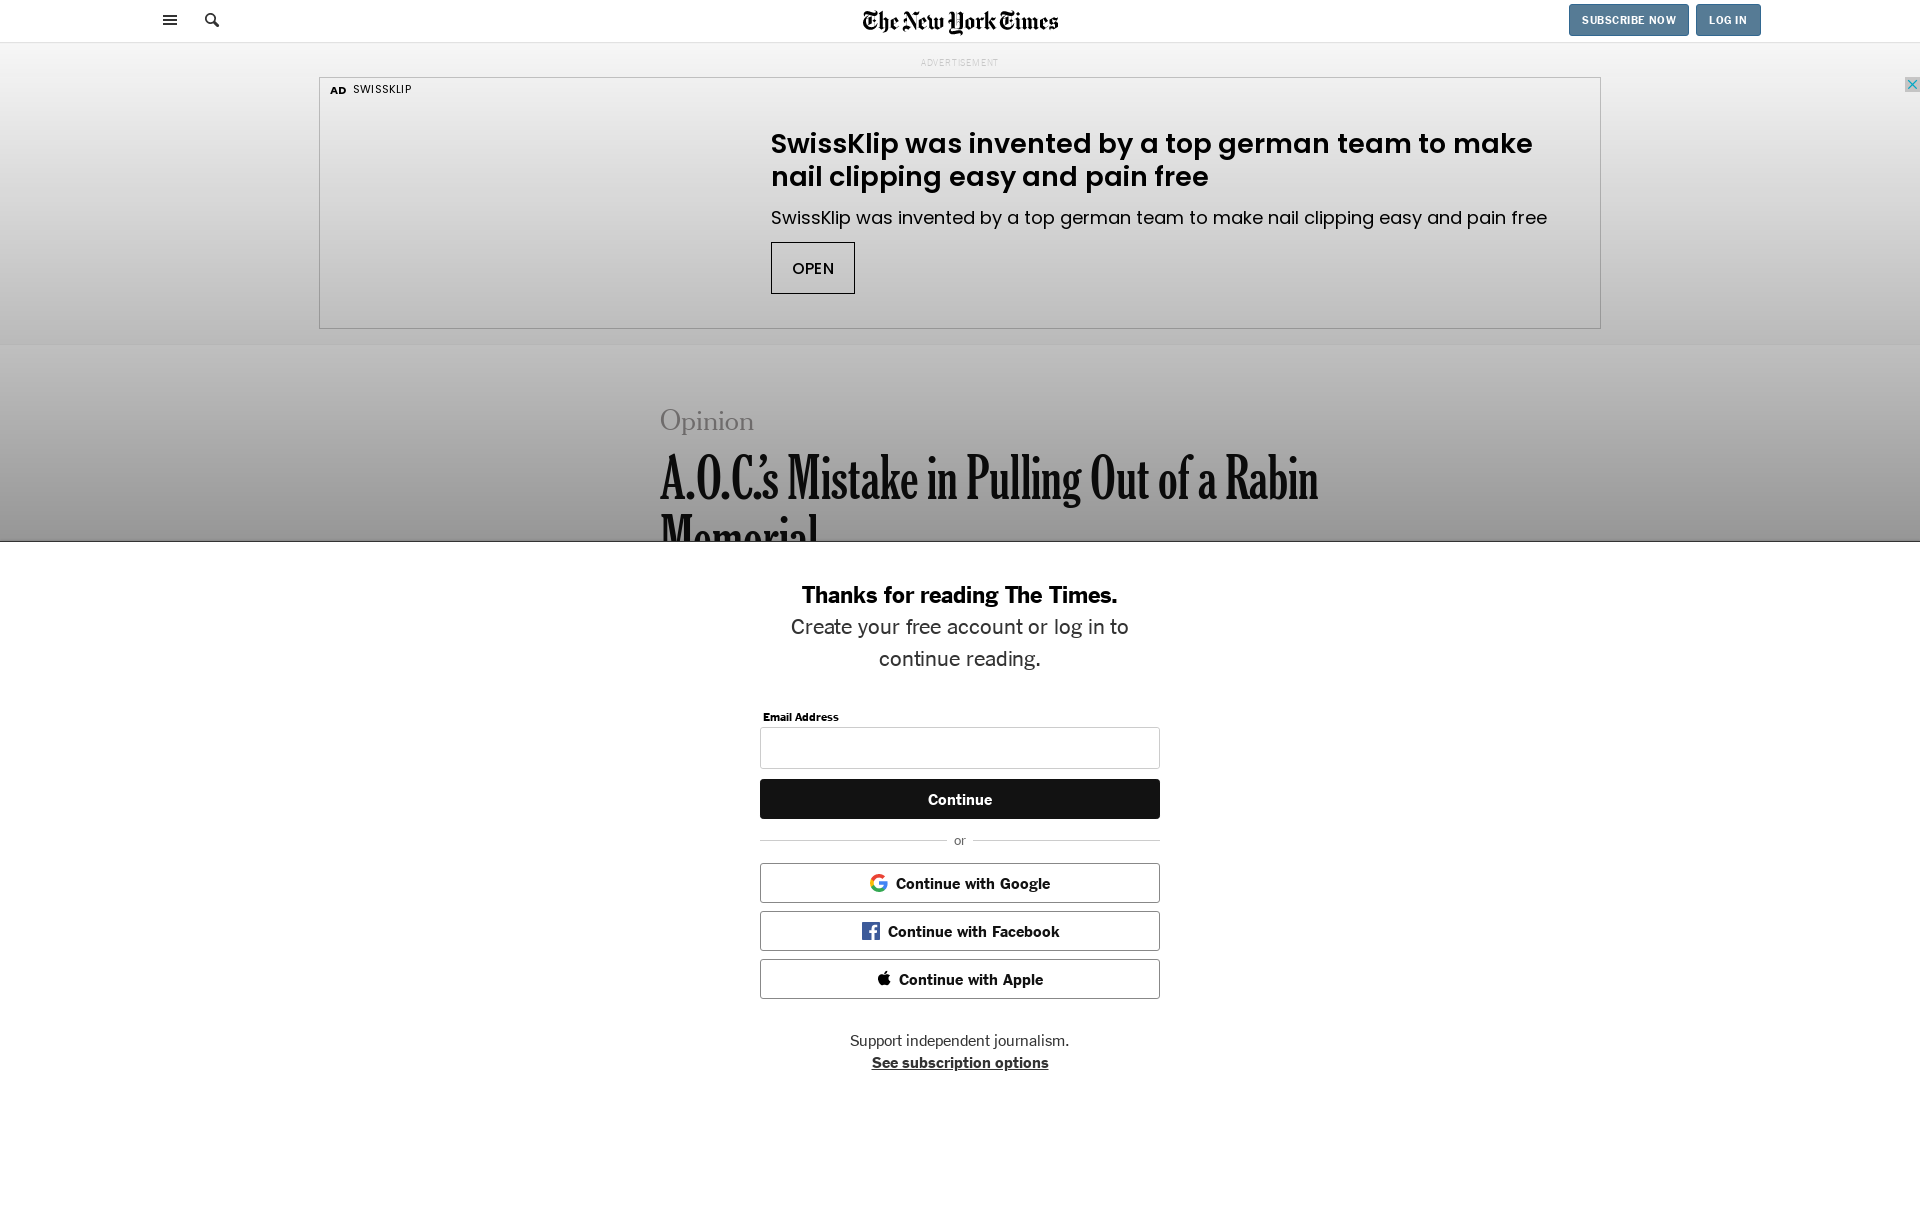 The New York Times
SUBSCRIBE NOW
LOG IN
ADVERTISEMENT
AD SWISSKLIP
SwissKlip was invented by a top german team to make
nail clipping easy and pain free
SwissKlip was invented by a top german team to make nail clipping easy and pain free
OPEN
Opinion
A.O.C.’s Mistake in Pulling Out of a Rabin
Memorial
Thanks for reading The Times.
Create your free account or log in to
continue reading.
Email Address
Continue
or
Continue with Google
Continue with Facebook
Continue with Apple
Support independent journalism.
See subscription options